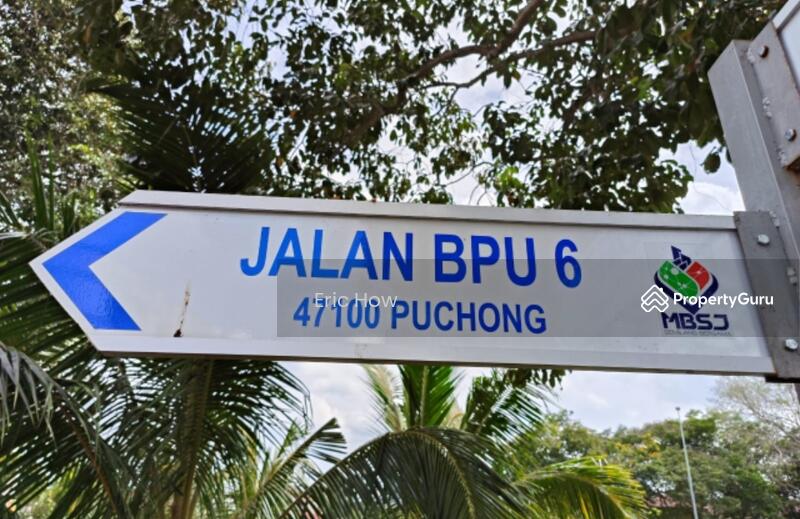 JALAN BPU 6
47100 PUCHONG
MBSJ
Eric How
PropertyGuru